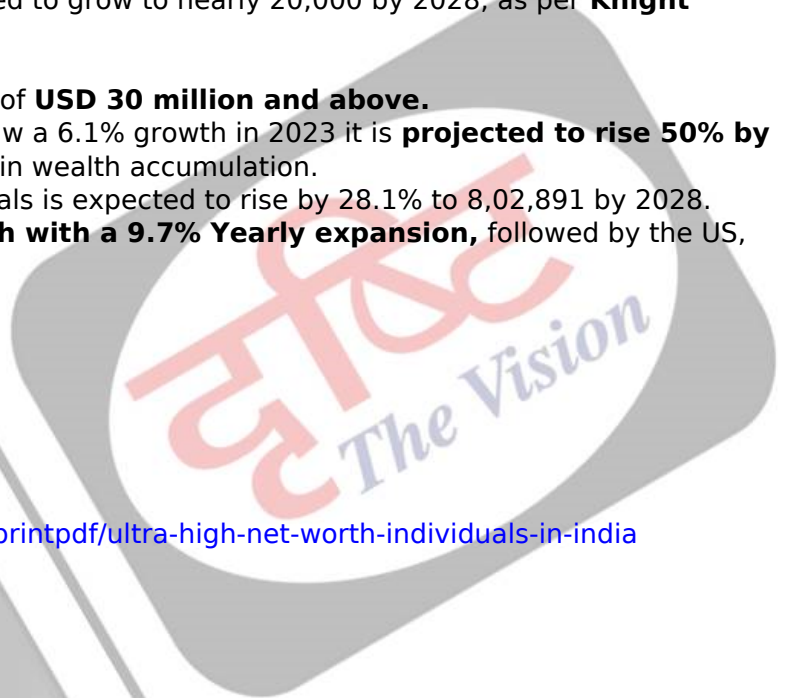 ed to grow to nearly 20,000 by 2028, as per Knight
of USD 30 million and above.
w a 6.1% growth in 2023 it is projected to rise 50% by
in wealth accumulation.
als is expected to rise by 28.1% to 8,02,891 by 2028.
h with a 9.7% Yearly expansion, followed by the US,
दृष्टि
The Vision
printpdf/ultra-high-net-worth-individuals-in-india